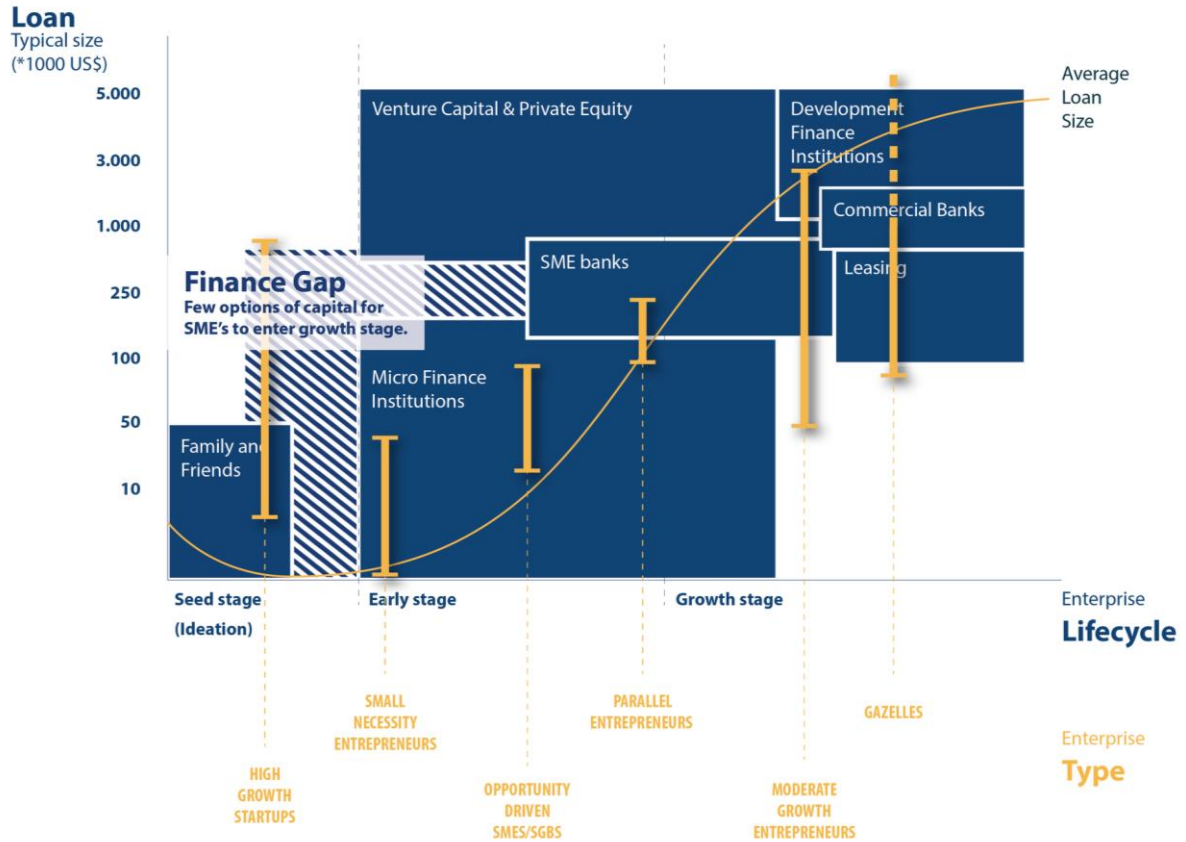 Loan
Typical size
(*1000 US$)
5.000
3.000
1.000
250
100
50
10
Venture Capital & Private Equity
Development
Finance
Institutions
Average
Loan
Size
Commercial Banks
SME banks
Leasing
Finance Gap
Few options of capital for
SME's to enter growth stage.
Micro Finance
Institutions
Family and
Friends
Seed stage
(Ideation)
Early stage
Growth stage
Enterprise
Lifecycle
SMALL
NECESSITY
ENTREPRENEURS
PARALLEL
ENTREPRENEURS
GAZELLES
HIGH
GROWTH
STARTUPS
OPPORTUNITY
DRIVEN
SMES/SGBS
MODERATE
GROWTH
ENTREPRENEURS
Enterprise
Type